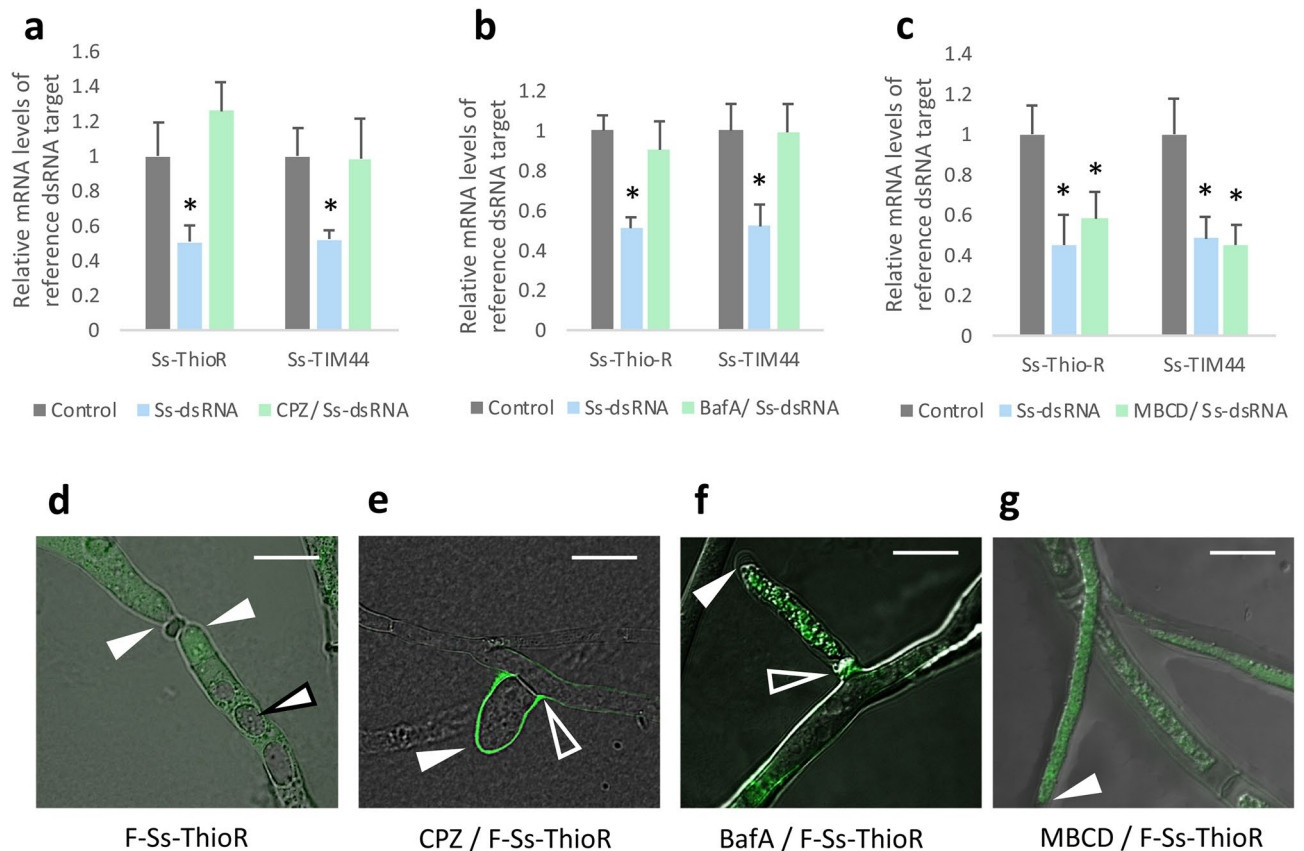 a
Relative mRNA levels of
reference dsRNA target
1.6
1.4
1.2
1
0.8
0.6
0.4
0.2
0
*
*
Ss-ThioR
Ss-TIM44
Control
Ss-dsRNA
CPZ/ Ss-dsRNA
b
Relative mRNA levels of
reference dsRNA target
1.2
1
0.8
0.6
0.4
0.2
0
*
*
Ss-Thio-R
Ss-TIM44
Control
Ss-dsRNA
BafA/ Ss-dsRNA
c
Relative mRNA levels of
reference dsRNA target
1.4
1.2
1
0.8
0.6
0.4
0.2
0
*
*
*
*
Ss-Thio-R
Ss-TIM44
Control
Ss-dsRNA
MBCD/ Ss-dsRNA
d
F-Ss-ThioR
e
CPZ / F-Ss-ThioR
f
BafA / F-Ss-ThioR
g
MBCD / F-Ss-ThioR